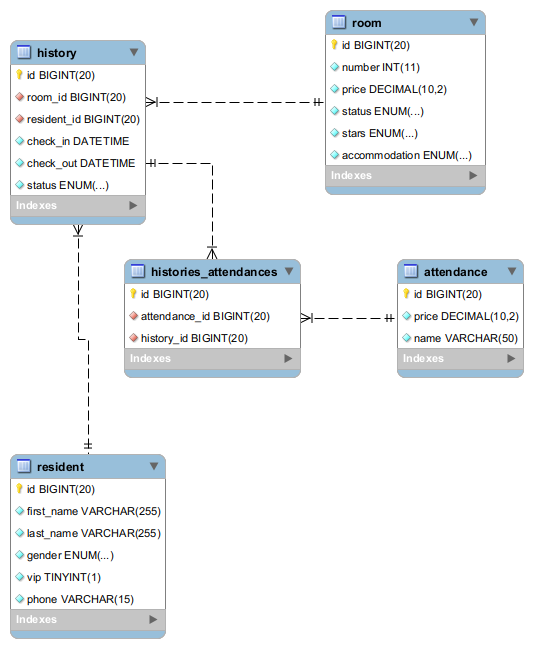 room
id BIGINT(20)
number INT(11)
price DECIMAL(10,2)
status ENUM(...)
stars ENUM(...)
accommodation ENUM(...)
Indexes
history
id BIGINT(20)
room_id BIGINT(20)
resident_id BIGINT(20)
check_in DATETIME
check_out DATETIME
status ENUM(...)
Indexes
histories_attendances
id BIGINT(20)
attendance_id BIGINT(20)
history_id BIGINT(20)
Indexes
attendance
id BIGINT(20)
price DECIMAL(10,2)
name VARCHAR(50)
Indexes
resident
id BIGINT(20)
first_name VARCHAR(255)
last_name VARCHAR(255)
gender ENUM(...)
vip TINYINT(1)
phone VARCHAR(15)
Indexes